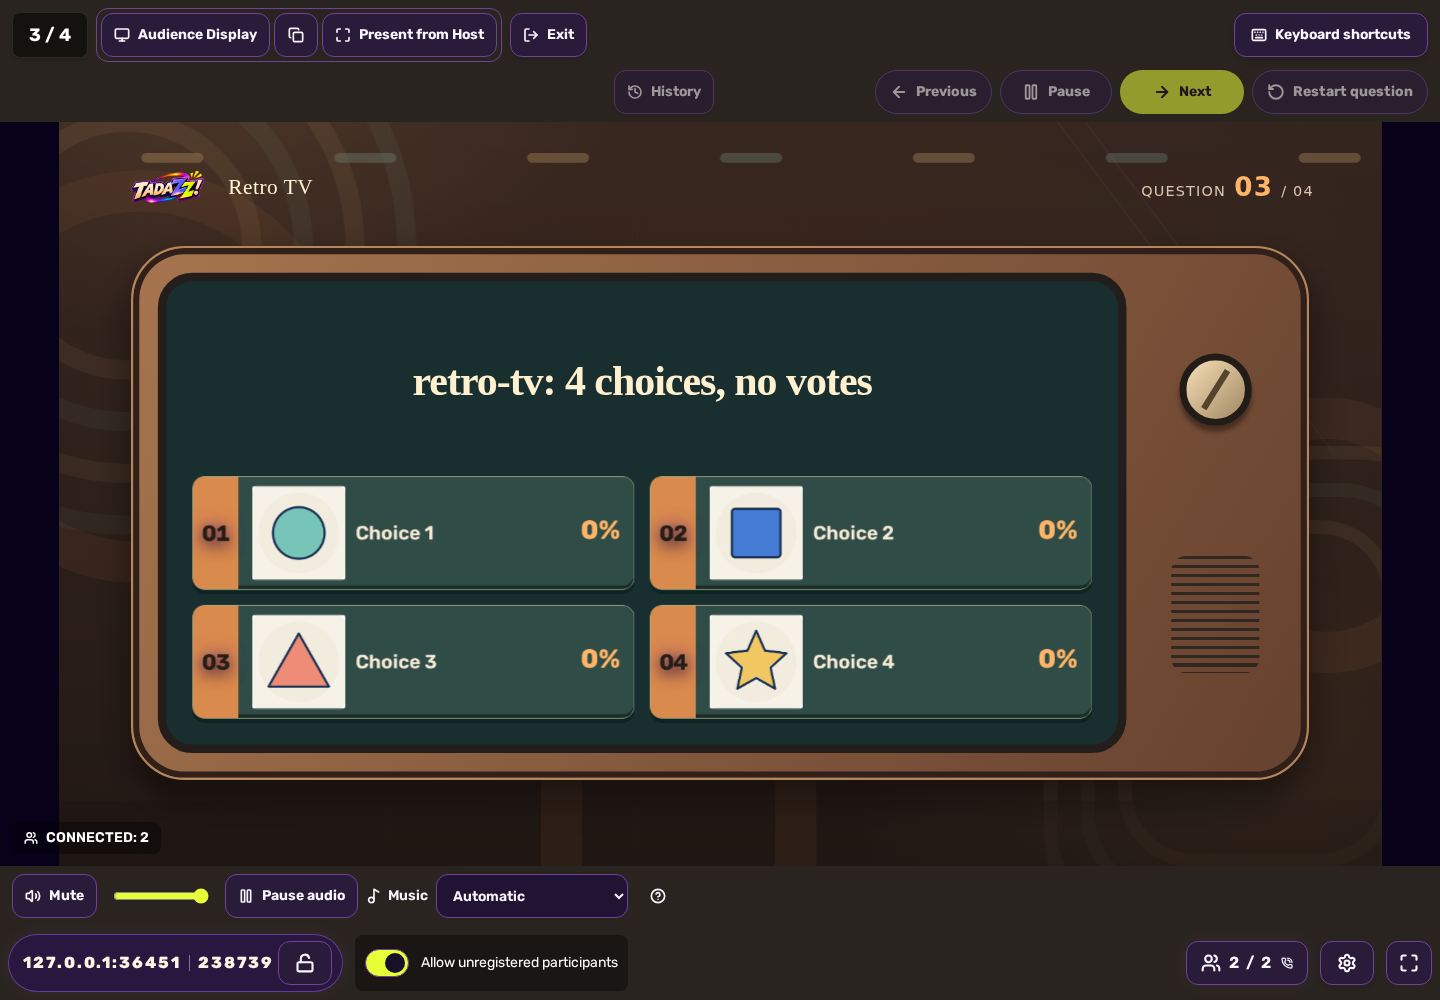 3 / 4
Audience Display
Present from Host
Exit
Keyboard shortcuts
History
Previous
Pause
Next
Restart question
TADAZZ!
Retro TV
QUESTION 03 / 04
retro-tv: 4 choices, no votes
01 Choice 1 0%
02 Choice 2 0%
03 Choice 3 0%
04 Choice 4 0%
CONNECTED: 2
Mute
Pause audio
Music
Automatic
127.0.0.1:36451 | 238739
Allow unregistered participants
2 / 2